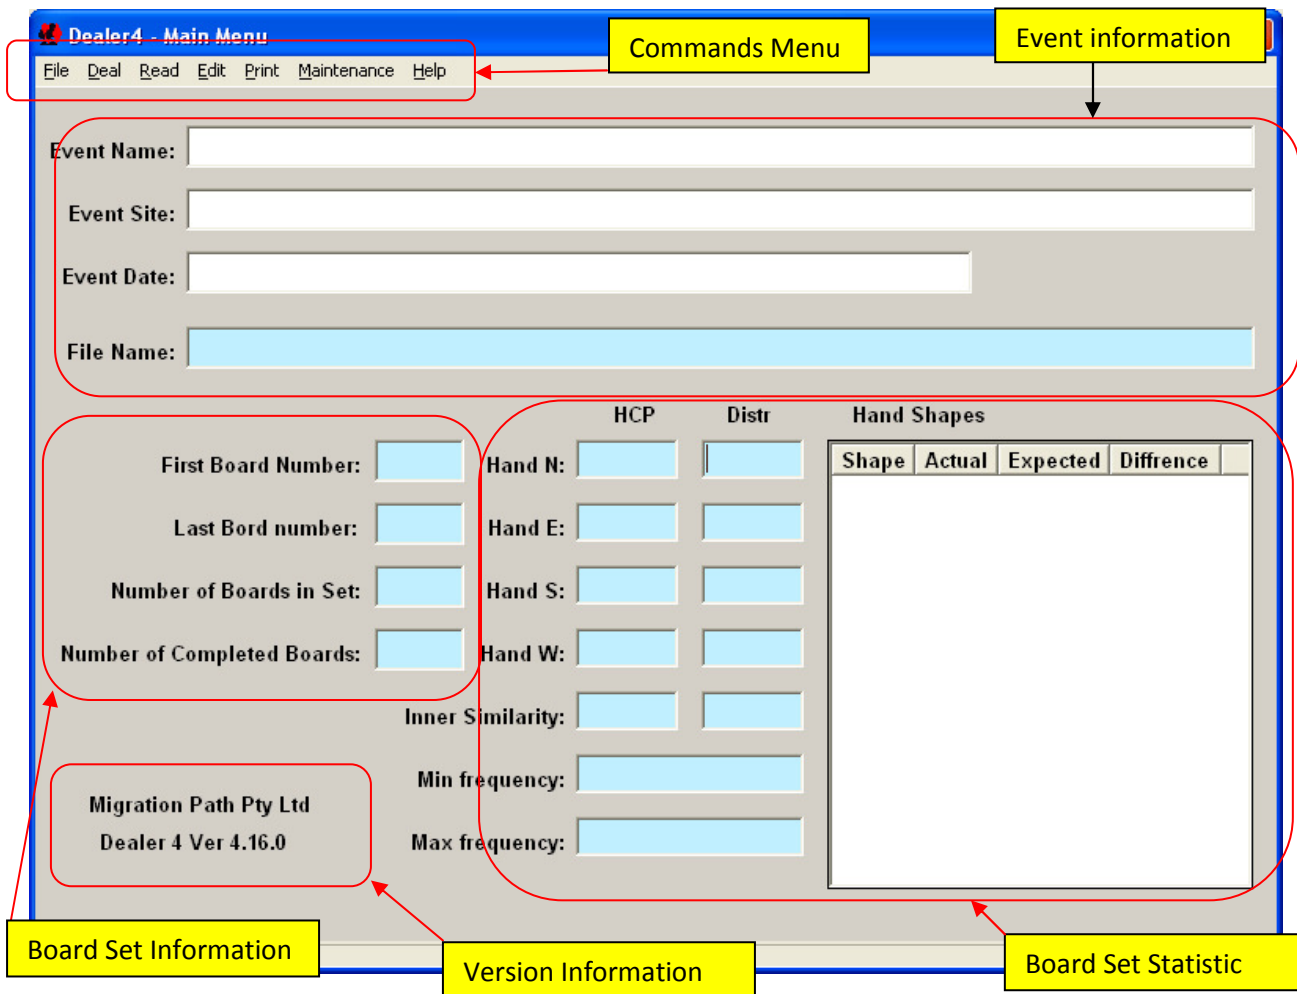 Dealer4 - Main Menu
Commands Menu
Event information
File Deal Read Edit Print Maintenance Help
Event Name:
Event Site:
Event Date:
File Name:
HCP Distr Hand Shapes
First Board Number:
Hand N:
Shape Actual Expected Diffrence
Last Bord number:
Hand E:
Number of Boards in Set:
Hand S:
Number of Completed Boards:
Hand W:
Inner Similarity:
Min frequency:
Migration Path Pty Ltd
Dealer 4 Ver 4.16.0
Max frequency:
Board Set Information
Version Information
Board Set Statistic